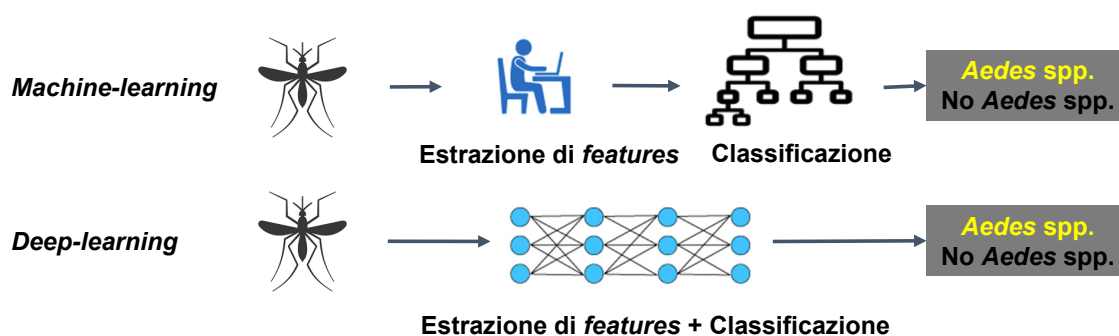 Machine-learning
Aedes spp.
No Aedes spp.
Estrazione di features
Classificazione
Deep-learning
Aedes spp.
No Aedes spp.
Estrazione di features + Classificazione